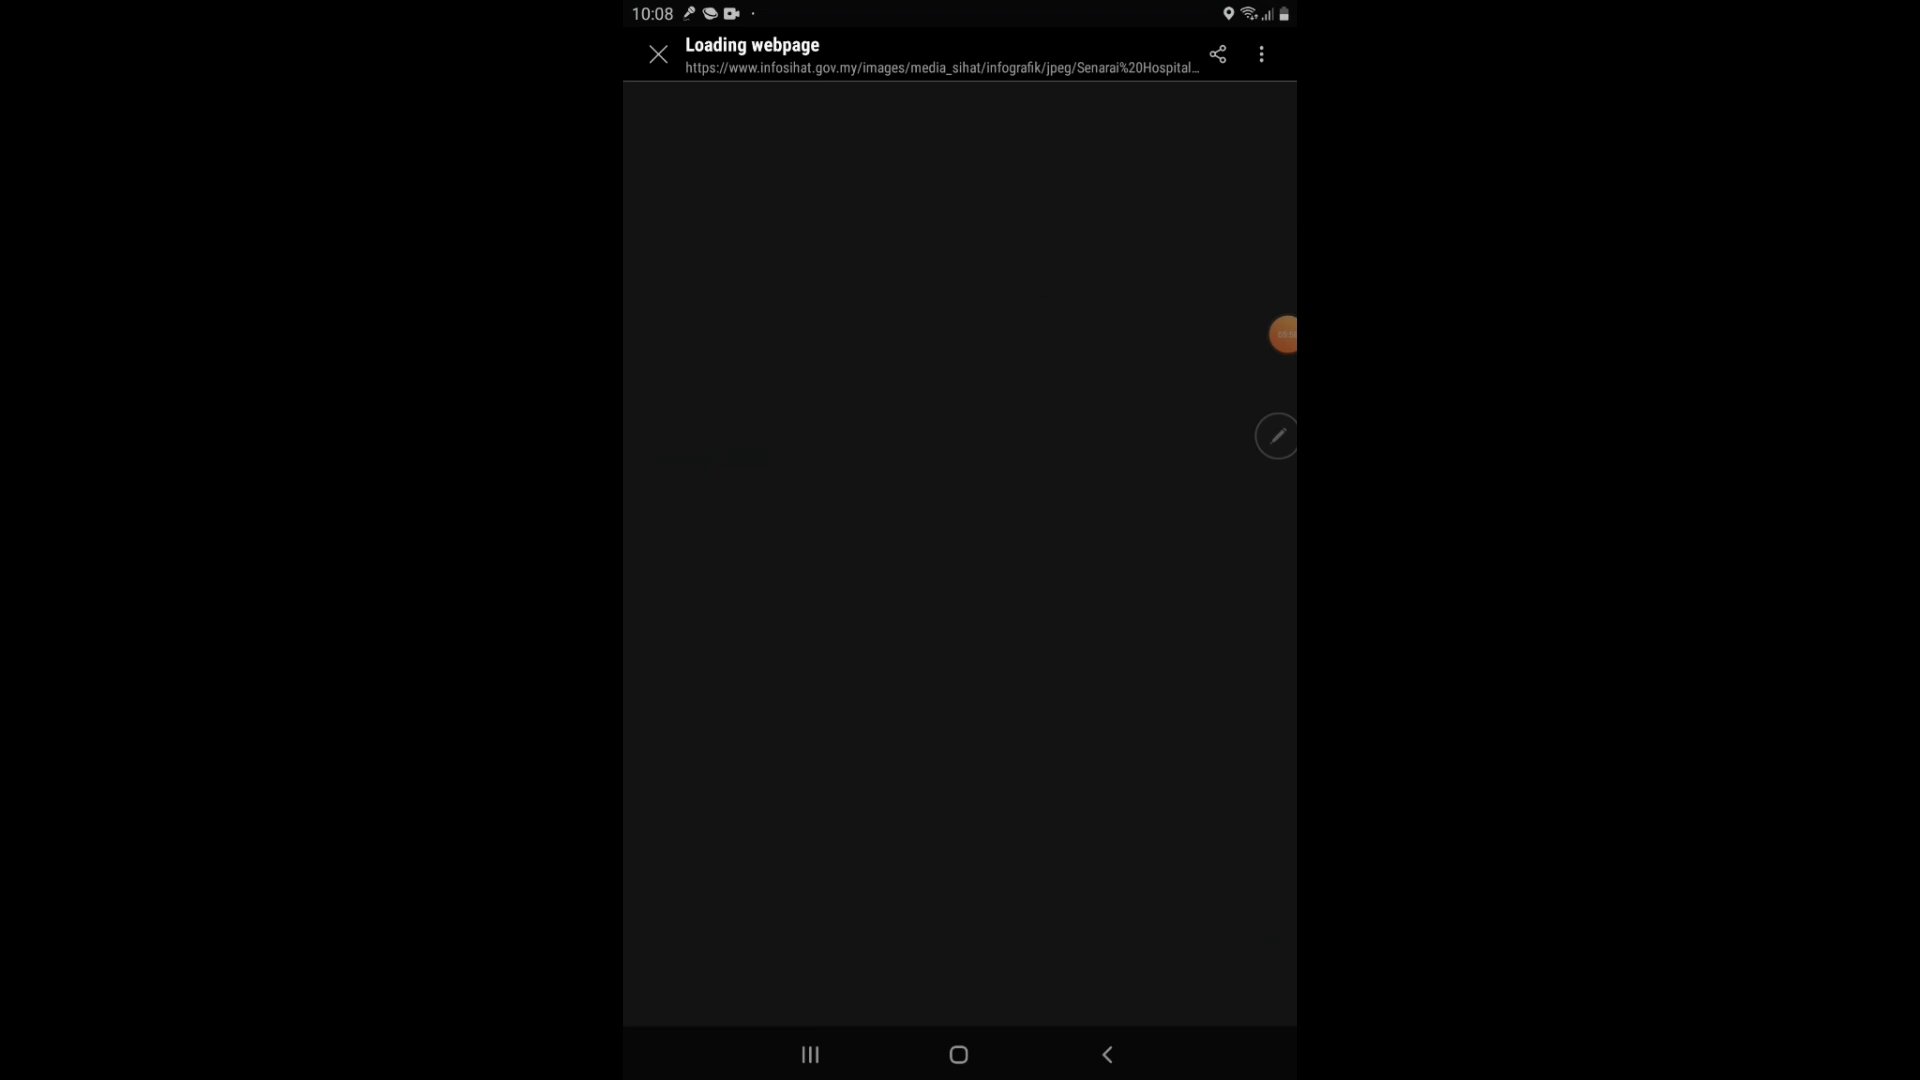 10:08
Loading webpage
https://www.infosihat.gov.my/images/media_sihat/infografik/jpeg/Senarai%20Hospital...